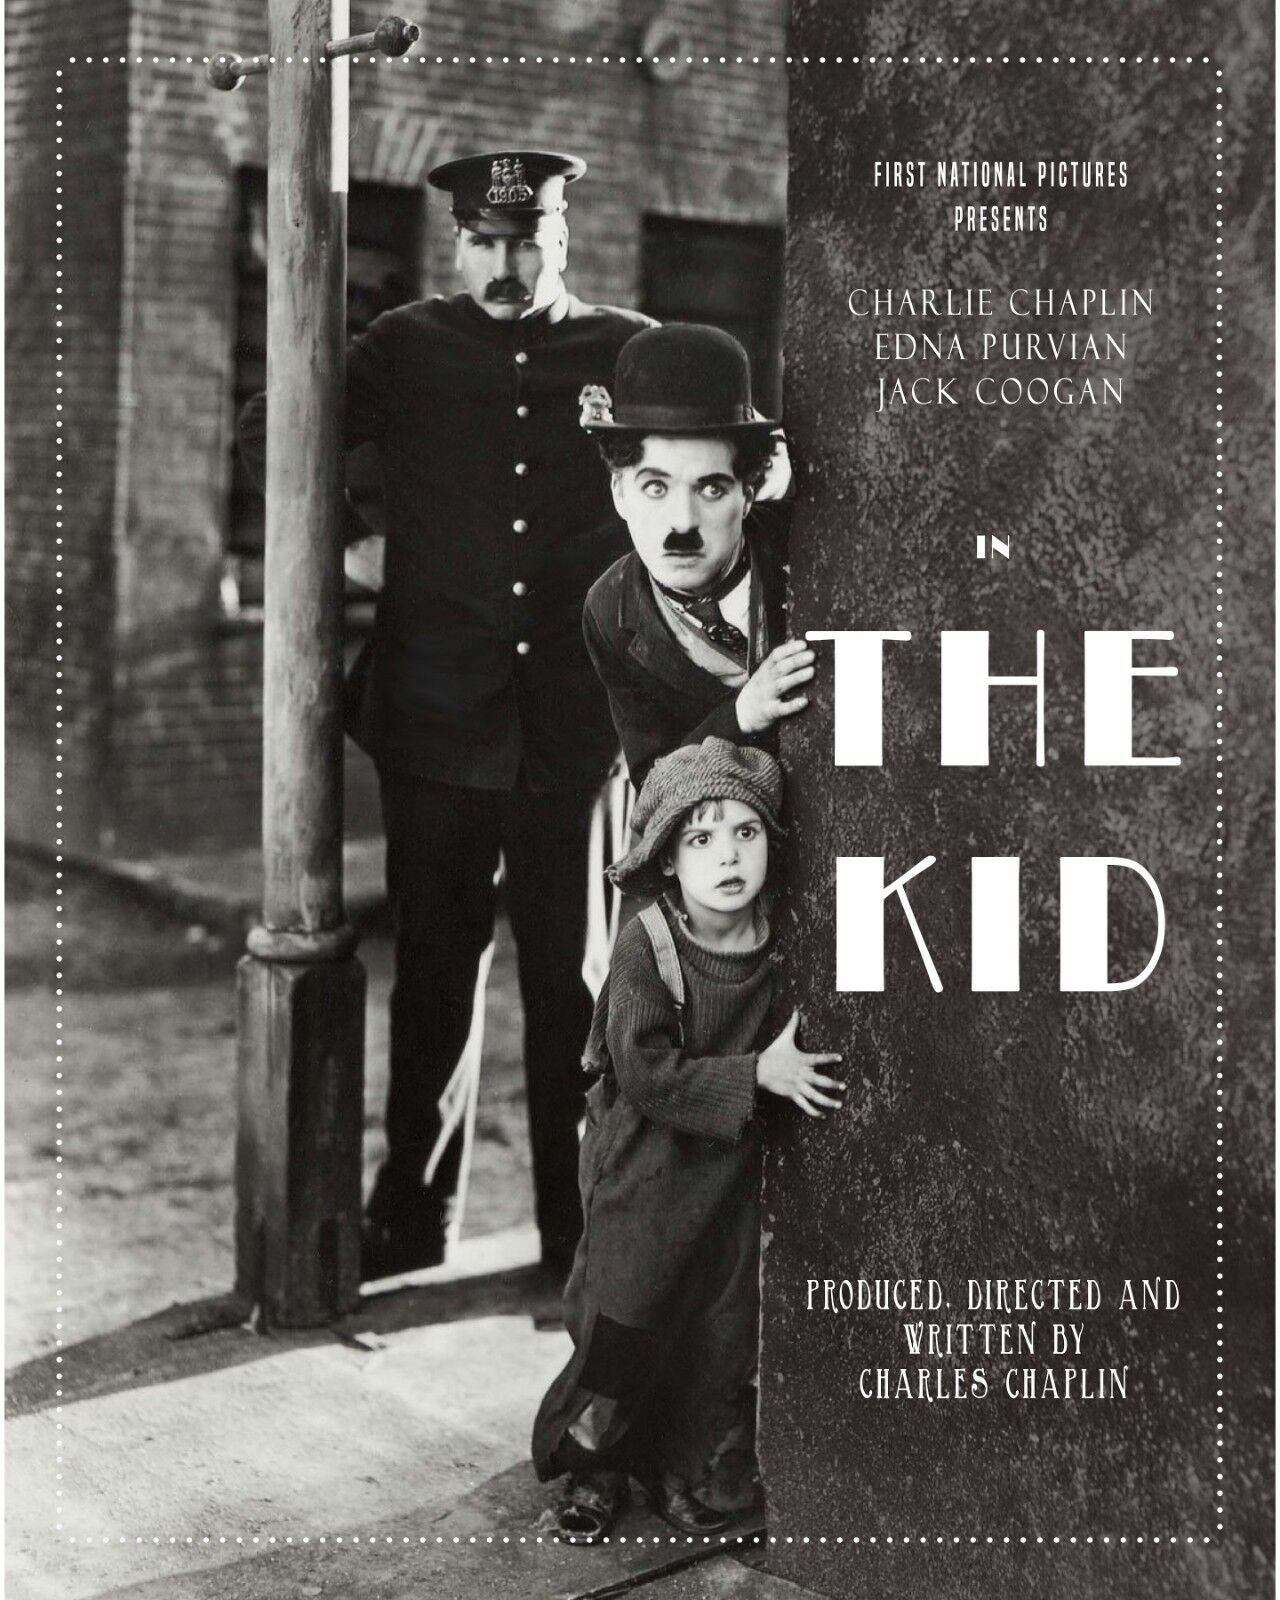 1905
FIRST NATIONAL PICTURES
PRESENTS
CHARLIE CHAPLIN
EDNA PURVIAN
JACK COOGAN
IN
THE
KID
PRODUCED, DIRECTED AND
WRITTEN BY
CHARLES CHAPLIN